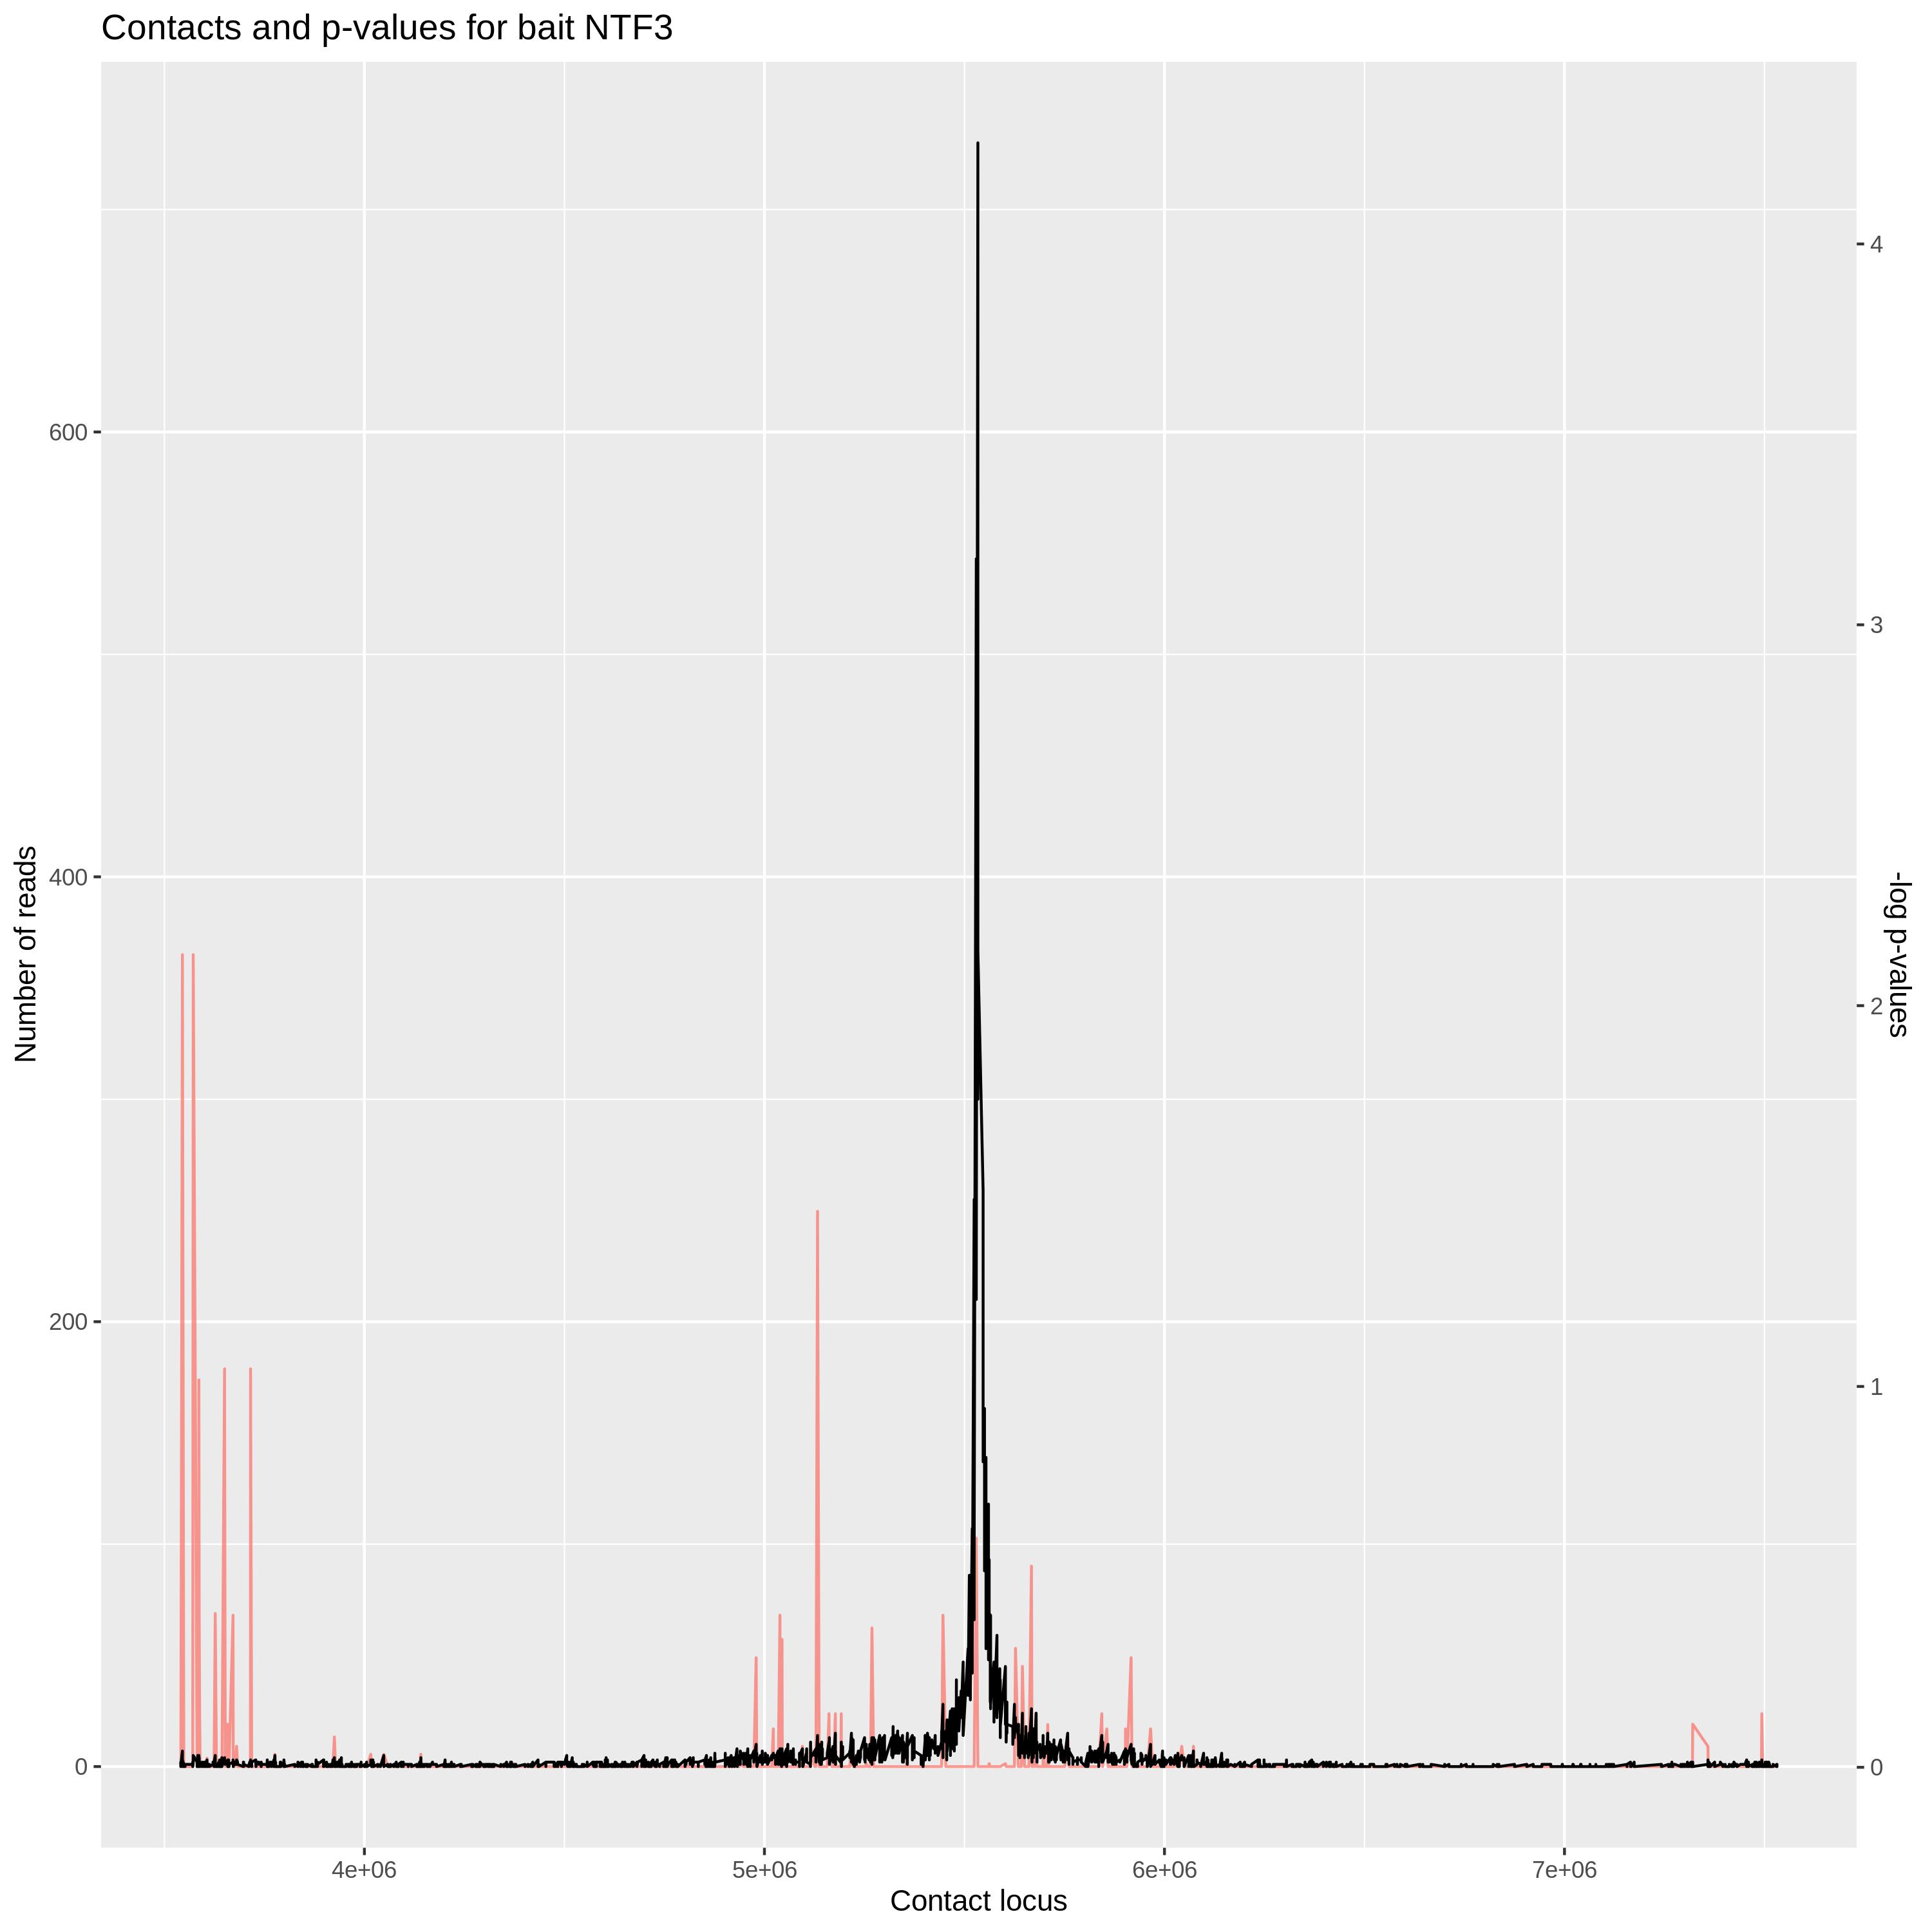 Contacts and p-values for bait NTF3
600
400
200
0
Number of reads
4
3
2
1
0
-log p-values
4e+06
5e+06
6e+06
7e+06
Contact locus